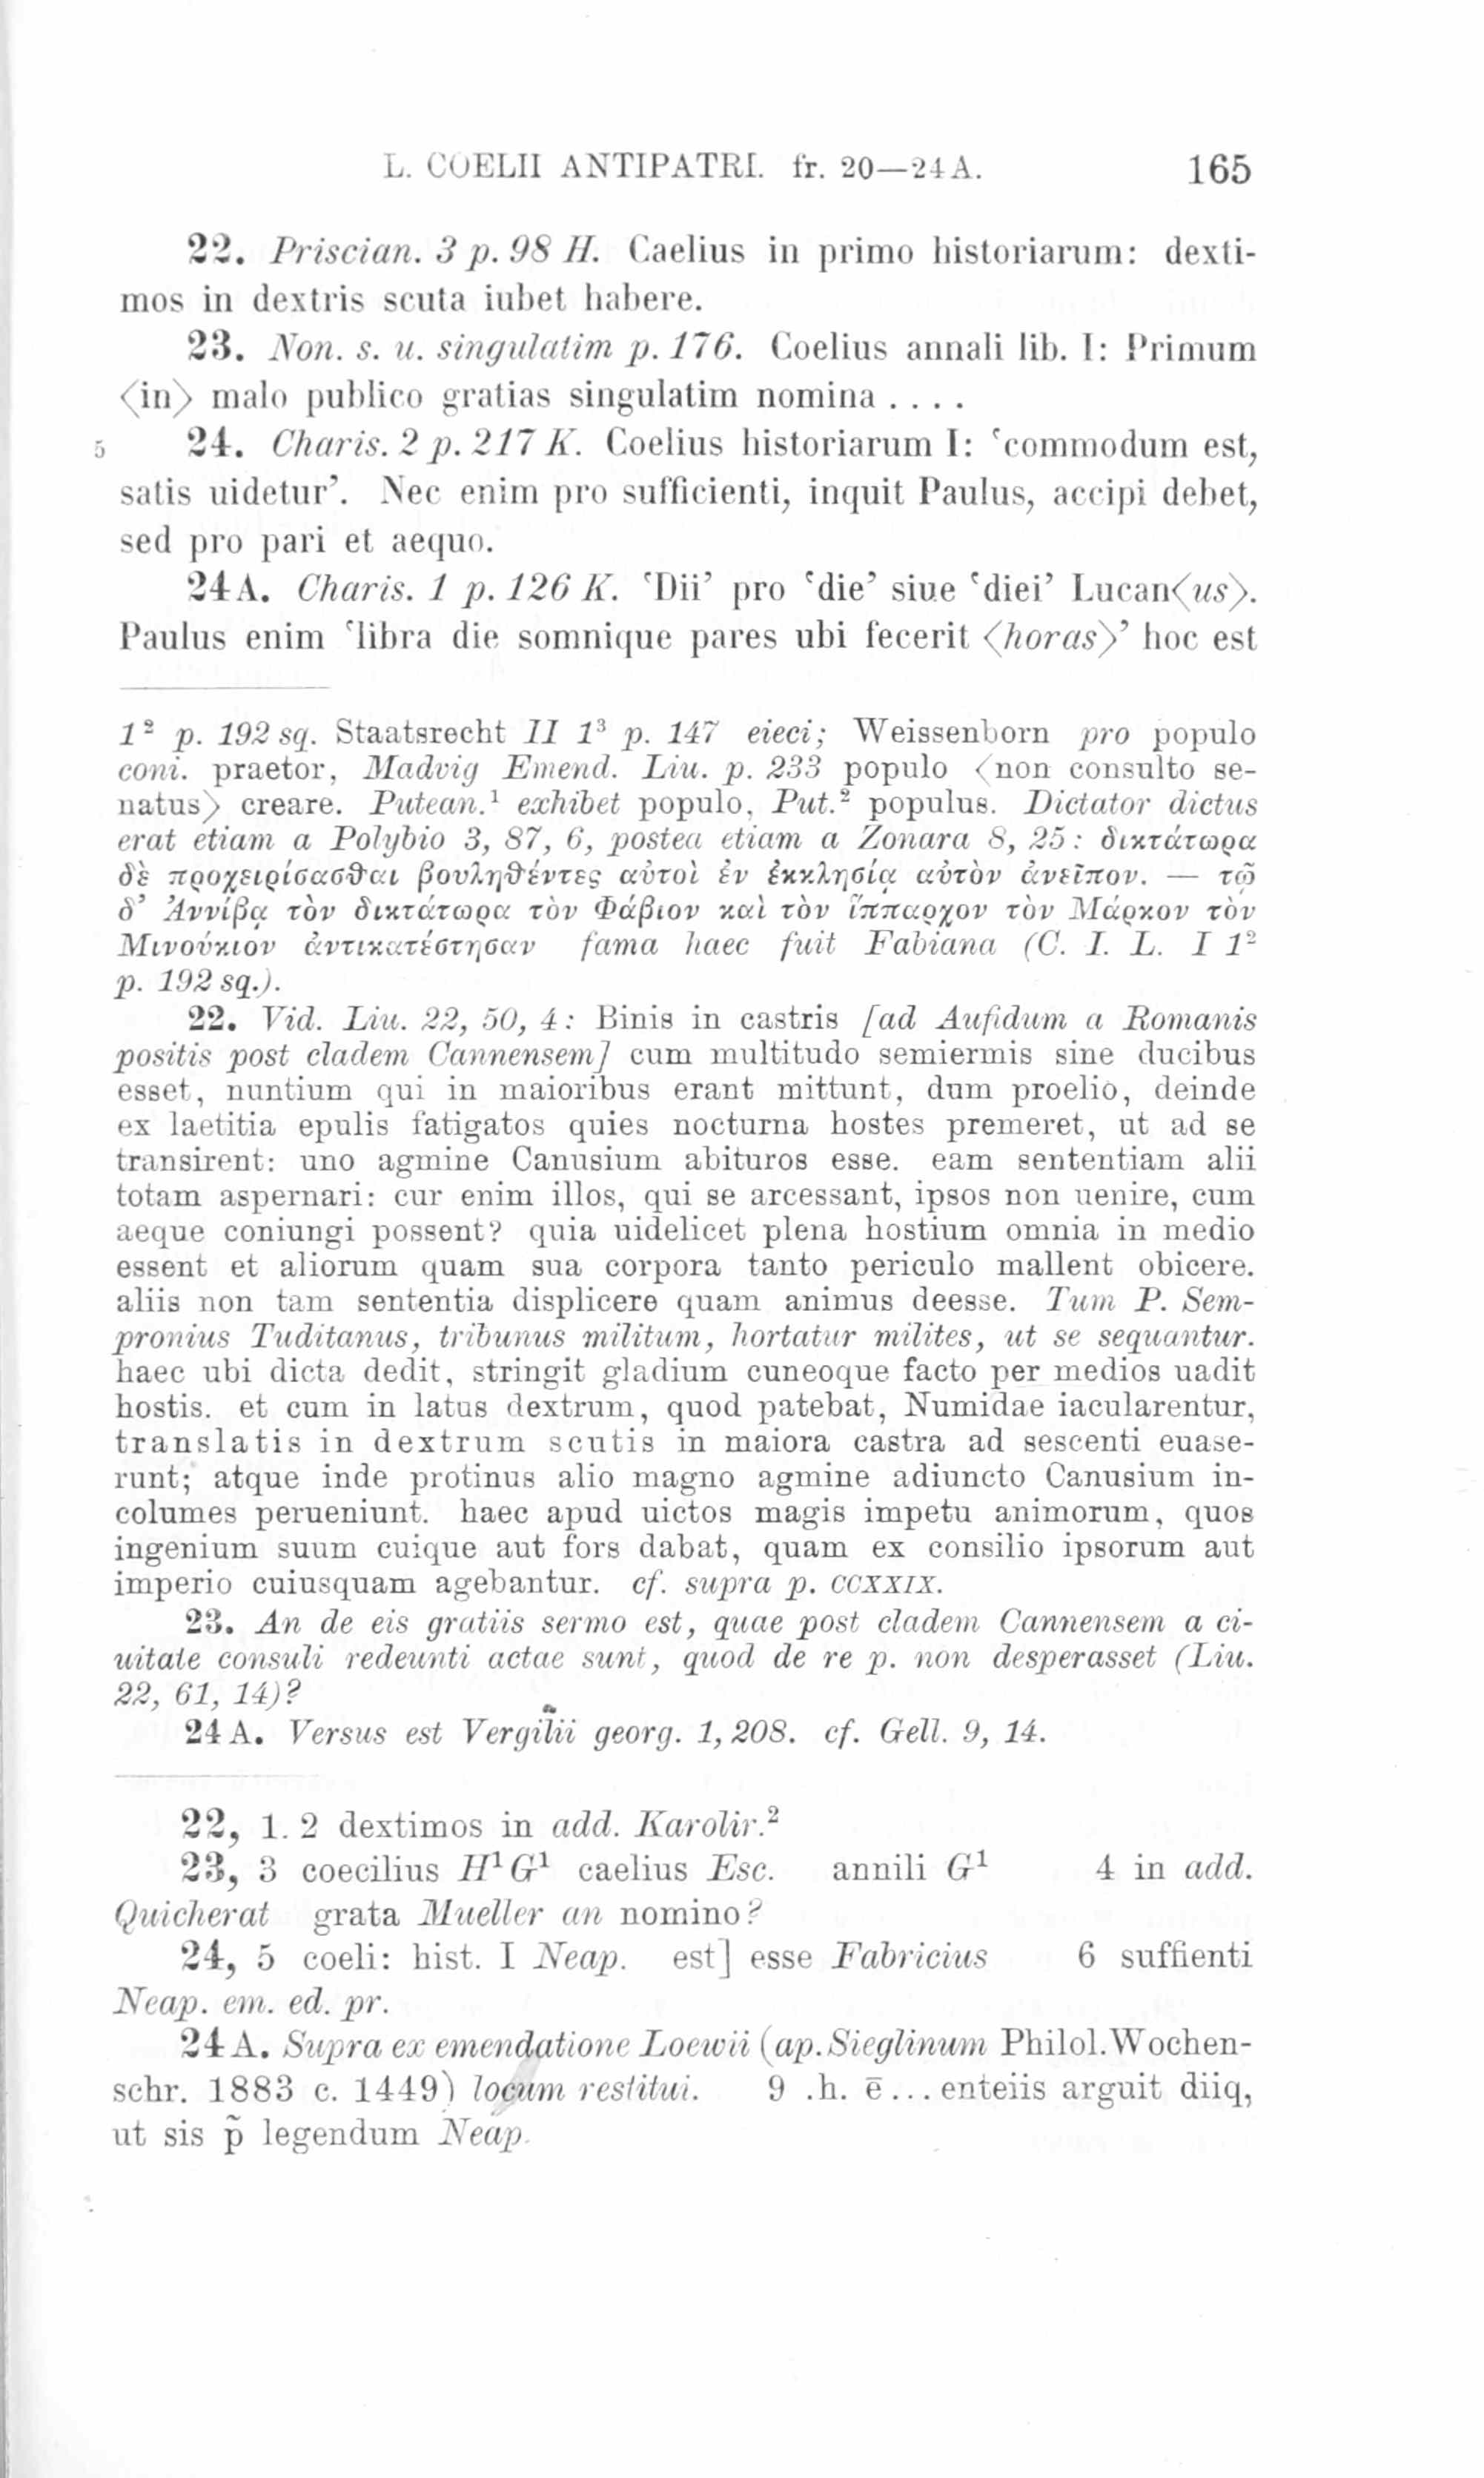 L. COELII ANTIPATRI. fr. 20—24 A. 165
22. Priscian. 3 p. 98 H. Caelius in primo historiarum: dexti-
mos in dextris scuta iubet habere.
23. Non. s. u. singulatim p. 176. Coelius annali lib. I: Primum
⟨in⟩ malo publico gratias singulatim nomina . . . .
5 24. Charis. 2 p. 217 K. Coelius historiarum I: ‘commodum est,
satis uidetur’. Nec enim pro sufficienti, inquit Paulus, accipi debet,
sed pro pari et aequo.
24 A. Charis. 1 p. 126 K. ‘Dii’ pro ‘die’ siue ‘diei’ Lucan⟨us⟩.
Paulus enim ‘libra die somnique pares ubi fecerit ⟨horas⟩’ hoc est
1² p. 192 sq. Staatsrecht II 1³ p. 147 eieci; Weissenborn pro populo
coni. praetor, Madvig Emend. Liu. p. 233 populo ⟨non consulto se-
natus⟩ creare. Putean.¹ exhibet populo, Put.² populus. Dictator dictus
erat etiam a Polybio 3, 87, 6, postea etiam a Zonara 8, 25: δικτάτωρα
δὲ προχειρίσασθαι βουληθέντες αὐτοὶ ἐν ἐκκλησίᾳ αὐτὸν ἀνεῖπον. — τῷ
δ’ Ἀννίβᾳ τὸν δικτάτωρα τὸν Φάβιον καὶ τὸν ἵππαρχον τὸν Μάρκον τὸν
Μινούκιον ἀντικατέστησαν fama haec fuit Fabiana (C. I. L. I 1²
p. 192 sq.).
22. Vid. Liu. 22, 50, 4: Binis in castris [ad Aufidum a Romanis
positis post cladem Cannensem] cum multitudo semiermis sine ducibus
esset, nuntium qui in maioribus erant mittunt, dum proelio, deinde
ex laetitia epulis fatigatos quies nocturna hostes premeret, ut ad se
transirent: uno agmine Canusium abituros esse. eam sententiam alii
totam aspernari: cur enim illos, qui se arcessant, ipsos non uenire, cum
aeque coniungi possent? quia uidelicet plena hostium omnia in medio
essent et aliorum quam sua corpora tanto periculo mallent obicere.
aliis non tam sententia displicere quam animus deesse. Tum P. Sem-
pronius Tuditanus, tribunus militum, hortatur milites, ut se sequantur.
haec ubi dicta dedit, stringit gladium cuneoque facto per medios uadit
hostis. et cum in latus dextrum, quod patebat, Numidae iacularentur,
translatis in dextrum scutis in maiora castra ad sescenti euase-
runt; atque inde protinus alio magno agmine adiuncto Canusium in-
columes perueniunt. haec apud uictos magis impetu animorum, quos
ingenium suum cuique aut fors dabat, quam ex consilio ipsorum aut
imperio cuiusquam agebantur. cf. supra p. CCXXIX.
23. An de eis gratiis sermo est, quae post cladem Cannensem a ci-
uitate consuli redeunti actae sunt, quod de re p. non desperasset (Liu.
22, 61, 14)?
24 A. Versus est Vergilii georg. 1, 208. cf. Gell. 9, 14.
22, 1. 2 dextimos in add. Karolir.²
23, 3 coecilius H¹ G¹ caelius Esc. annili G¹ 4 in add.
Quicherat grata Mueller an nomino?
24, 5 coeli: hist. I Neap. est] esse Fabricius 6 suffienti
Neap. em. ed. pr.
24 A. Supra ex emendatione Loewii (ap. Sieglinum Philol. Wochen-
schr. 1883 c. 1449) locum restitui. 9 .h. ē... enteiis arguit diiq,
ut sis p̃ legendum Neap.